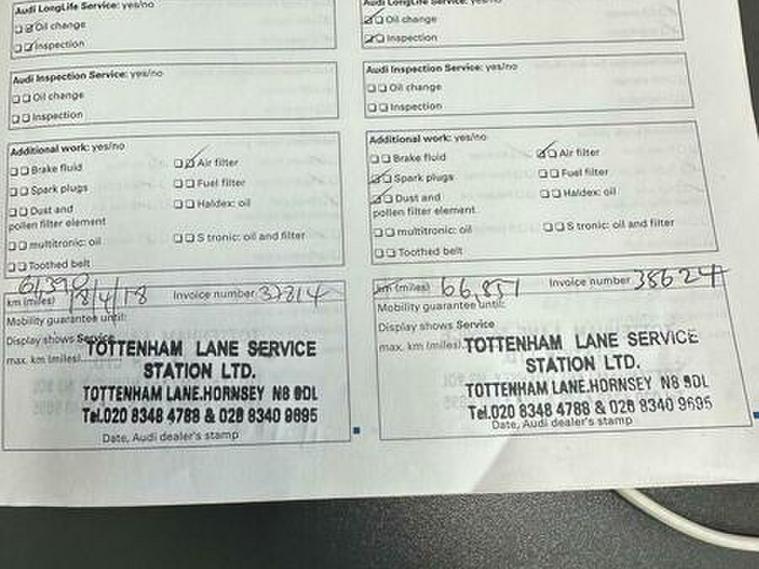 Audi LongLife Service: yes/no
Oil change
Inspection
Audi Inspection Service: yes/no
Oil change
Inspection
Additional work: yes/no
Brake fluid
Air filter
Spark plugs
Fuel filter
Dust and
pollen filter element
Haldex: oil
multitronic: oil
S tronic: oil and filter
Toothed belt
61390
km (miles) 18/4/18 Invoice number 37814
Mobility guarantee until:
Display shows Service
max. km (miles)
TOTTENHAM LANE SERVICE
STATION LTD.
TOTTENHAM LANE.HORNSEY N8 0DL
Tel.020 8348 4788 & 020 8340 9695
Date, Audi dealer's stamp
Audi LongLife Service: yes/no
Oil change
Inspection
Audi Inspection Service: yes/no
Oil change
Inspection
Additional work: yes/no
Brake fluid
Air filter
Spark plugs
Fuel filter
Dust and
pollen filter element
Haldex: oil
multitronic: oil
S tronic: oil and filter
Toothed belt
km (miles) 66,851 Invoice number 38624
Mobility guarantee until:
Display shows Service
max. km (miles)
TOTTENHAM LANE SERVICE
STATION LTD.
TOTTENHAM LANE.HORNSEY N8 0DL
Tel.020 8348 4788 & 020 8340 9695
Date, Audi dealer's stamp